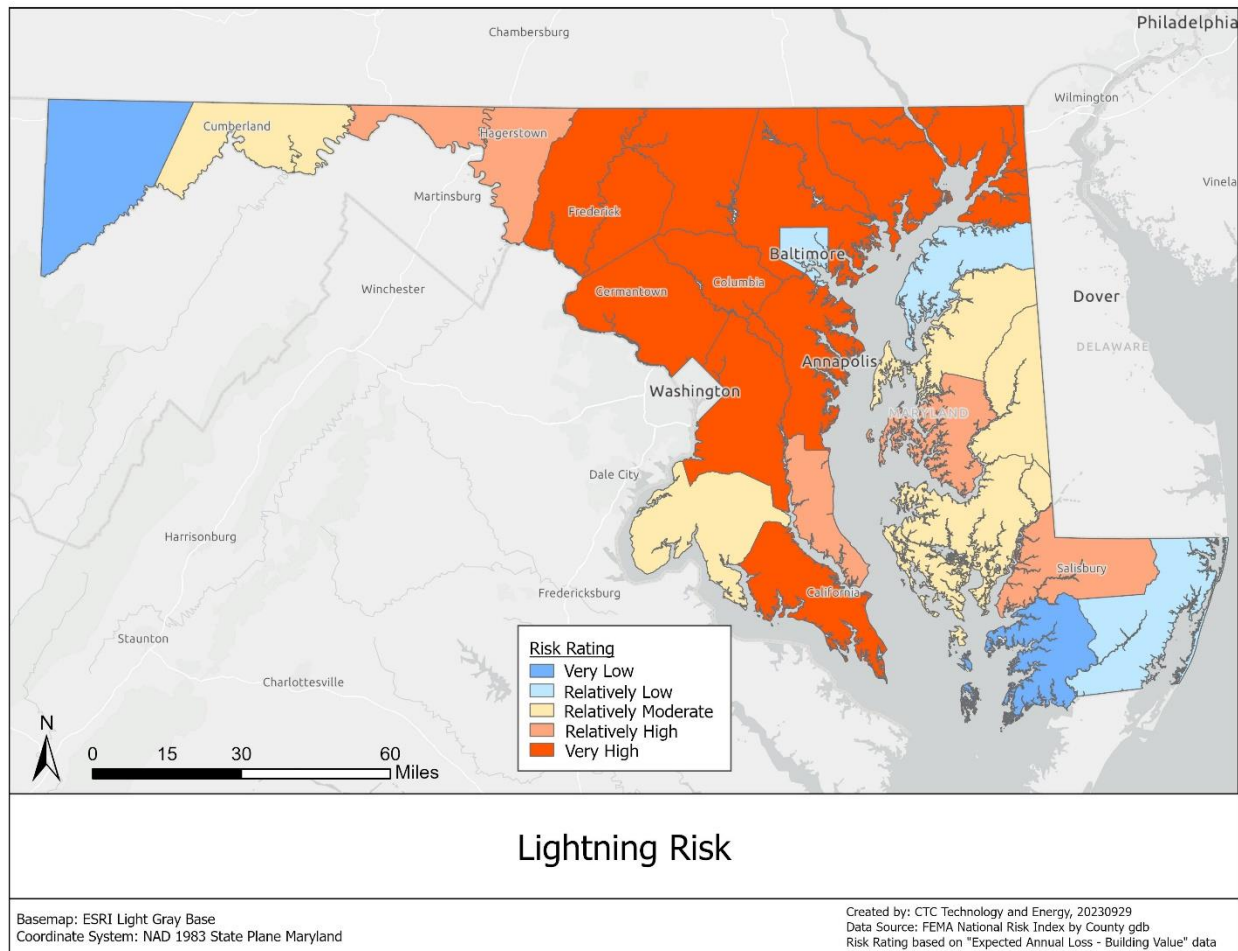 Philadelphia
Chambersburg
Wilmington
Cumberland
Hagerstown
Vinela
Martinsburg
Frederick
Baltimore
Winchester
Germantown
Columbia
Dover
DELAWARE
Annapolis
Washington
MARYLAND
Dale City
Harrisonburg
Salisbury
Fredericksburg
California
Staunton
Charlottesville
Risk Rating
Very Low
Relatively Low
Relatively Moderate
Relatively High
Very High
N
0 15 30 60
Miles
Lightning Risk
Basemap: ESRI Light Gray Base
Coordinate System: NAD 1983 State Plane Maryland
Created by: CTC Technology and Energy, 20230929
Data Source: FEMA National Risk Index by County gdb
Risk Rating based on "Expected Annual Loss - Building Value" data